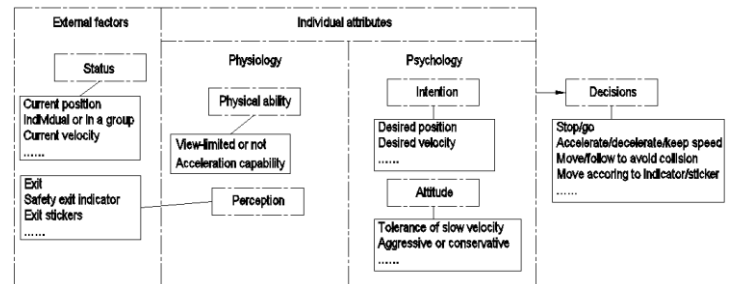 External factors
Individual attributes
Status
Current position
Individual or in a group
Current velocity
......
Exit
Safety exit indicator
Exit stickers
......
Physiology
Physical ability
View-limited or not
Acceleration capability
Perception
Psychology
Intention
Desired position
Desired velocity
......
Attitude
Tolerance of slow velocity
Aggressive or conservative
......
Decisions
Stop/go
Accelerate/decelerate/keep speed
Move/follow to avoid collision
Move accoring to indicator/sticker
......